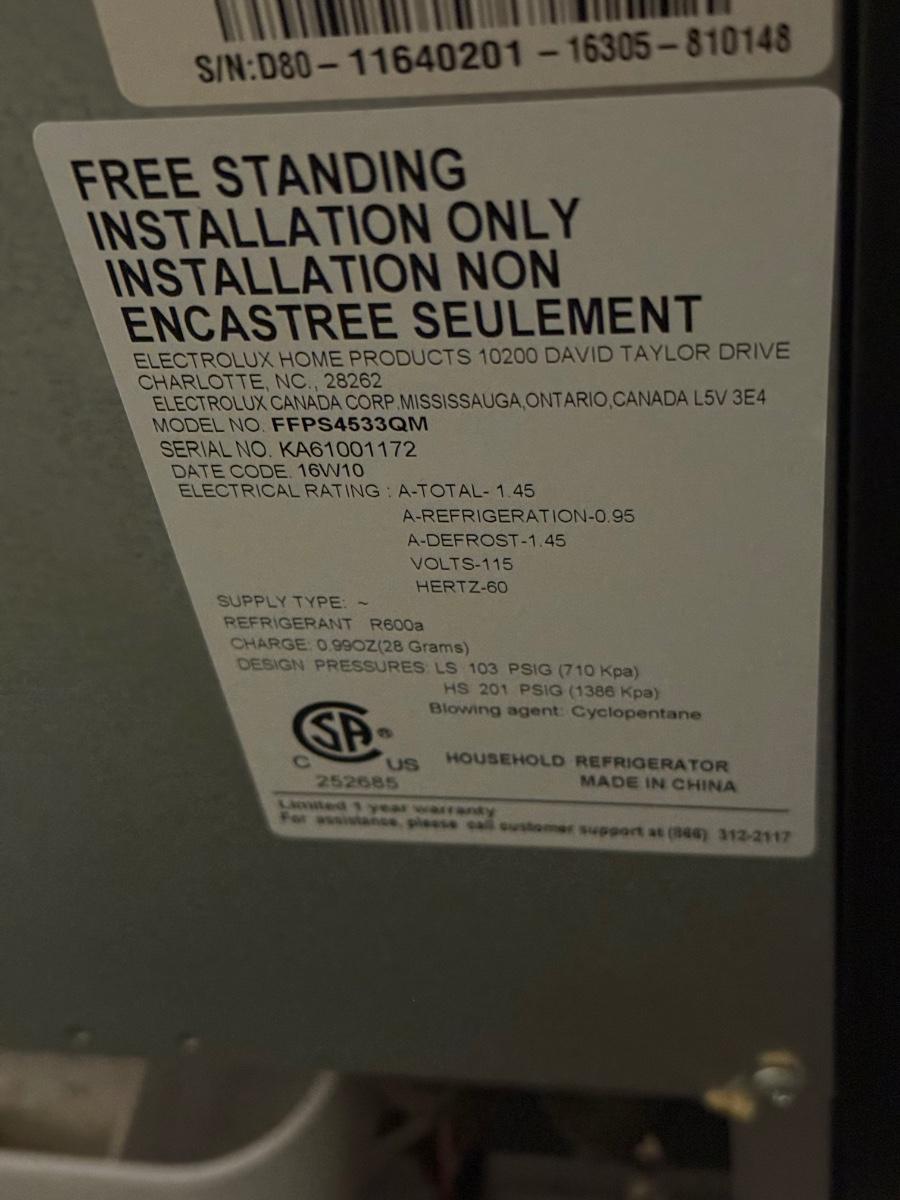 S/N:D80-11640201-16305-810148
FREE STANDING
INSTALLATION ONLY
INSTALLATION NON
ENCASTREE SEULEMENT
ELECTROLUX HOME PRODUCTS 10200 DAVID TAYLOR DRIVE
CHARLOTTE, NC., 28262
ELECTROLUX CANADA CORP.MISSISSAUGA,ONTARIO,CANADA L5V 3E4
MODEL NO. FFPS4533QM
SERIAL NO. KA61001172
DATE CODE. 16W10
ELECTRICAL RATING : A-TOTAL- 1.45
A-REFRIGERATION-0.95
A-DEFROST-1.45
VOLTS-115
HERTZ-60
SUPPLY TYPE: ~
REFRIGERANT R600a
CHARGE: 0.99OZ(28 Grams)
DESIGN PRESSURES: LS 103 PSIG (710 Kpa)
HS 201 PSIG (1386 Kpa)
Blowing agent: Cyclopentane
SA ®
C US
252685
HOUSEHOLD REFRIGERATOR
MADE IN CHINA
Limited 1 year warranty
For assistance, please call customer support at (866) 312-2117